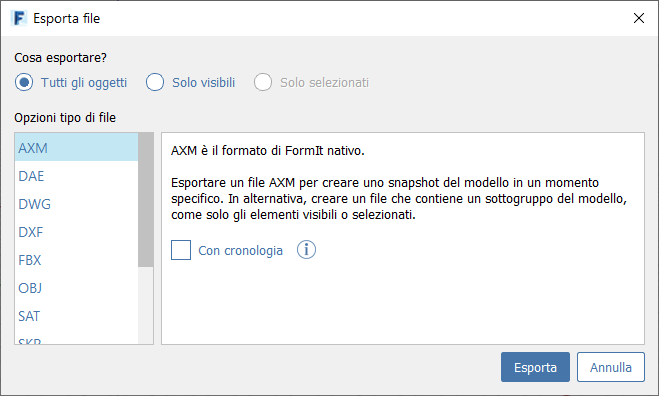 Esporta file
Cosa esportare?
Tutti gli oggetti
Solo visibili
Solo selezionati
Opzioni tipo di file
AXM
DAE
DWG
DXF
FBX
OBJ
SAT
SKP
AXM è il formato di FormIt nativo.
Esportare un file AXM per creare uno snapshot del modello in un momento
specifico. In alternativa, creare un file che contiene un sottogruppo del modello,
come solo gli elementi visibili o selezionati.
Con cronologia
Esporta
Annulla